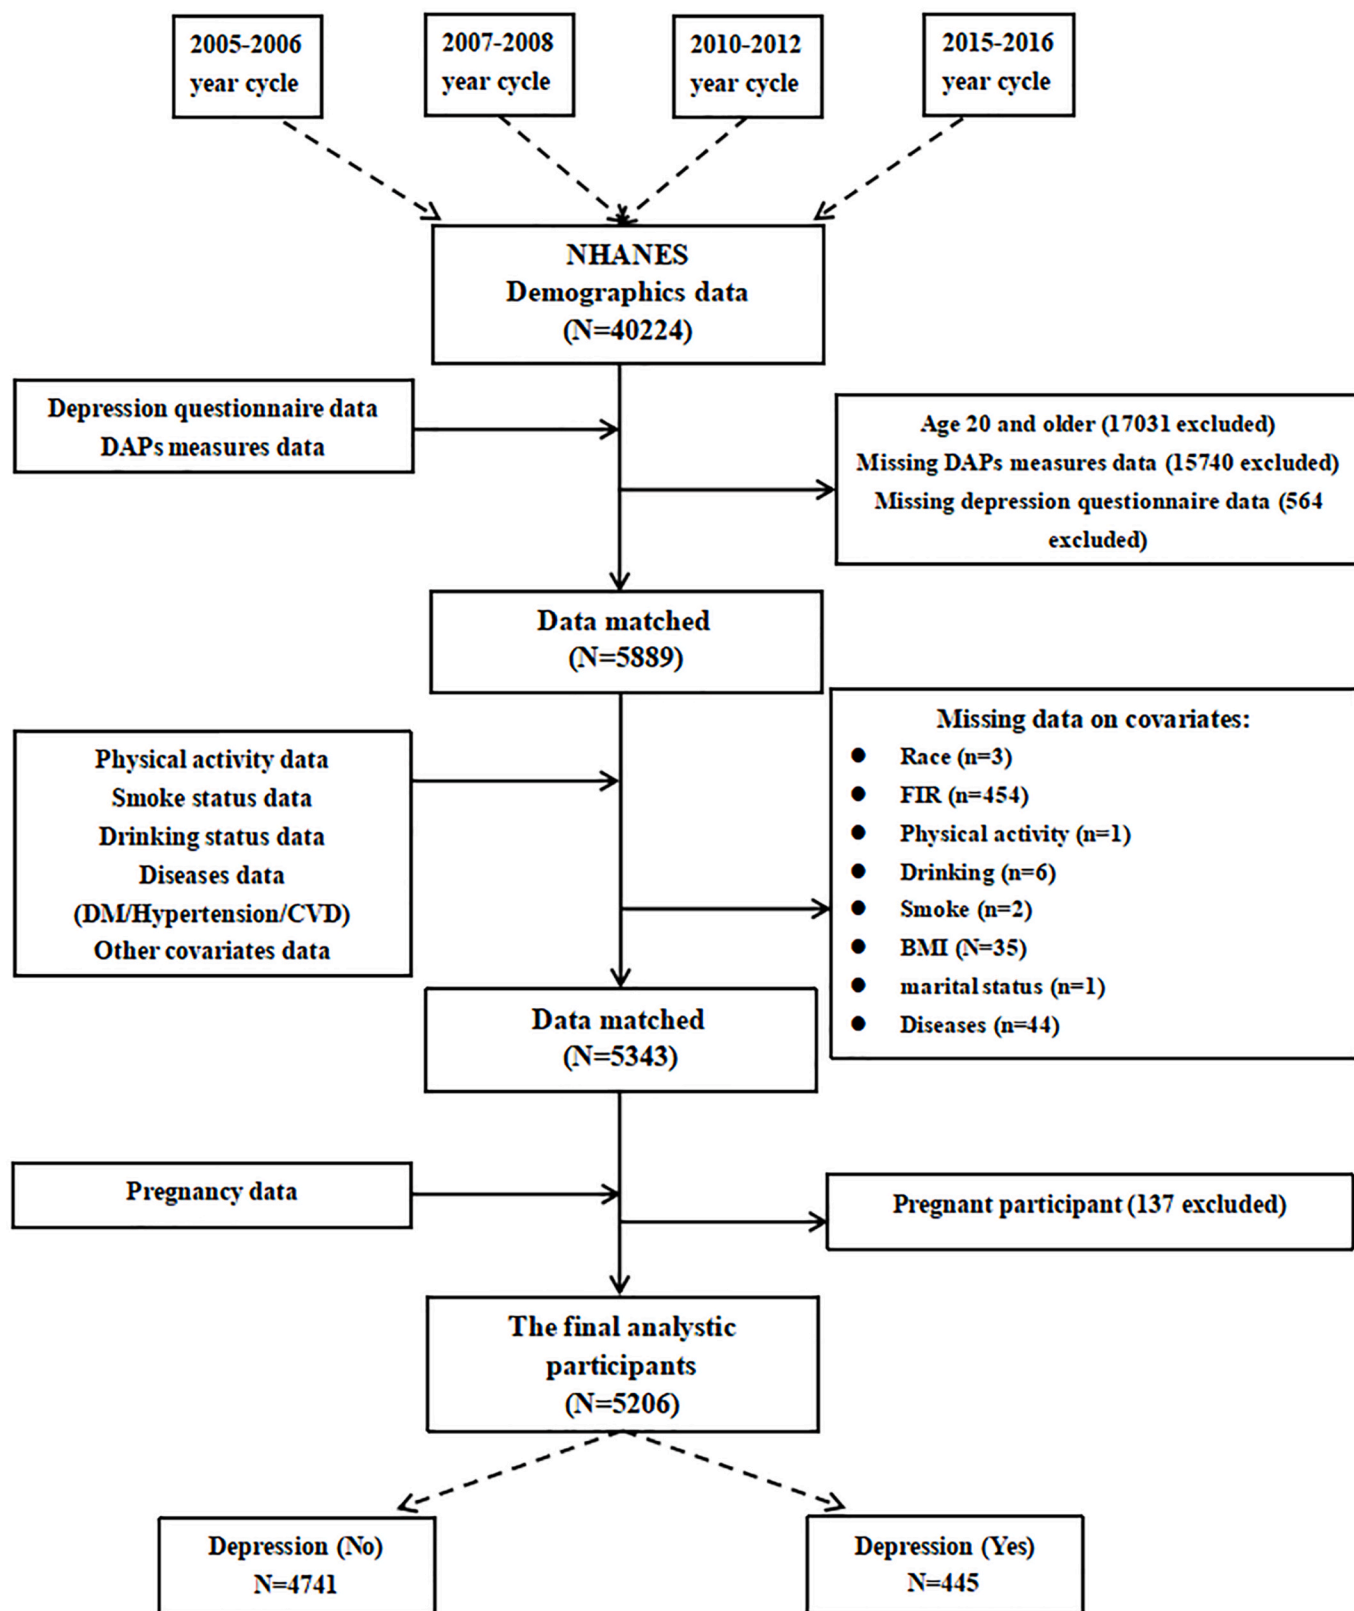 2005-2006
year cycle
2007-2008
year cycle
2010-2012
year cycle
2015-2016
year cycle
NHANES
Demographics data
(N=40224)
Depression questionnaire data
DAPs measures data
Age 20 and older (17031 excluded)
Missing DAPs measures data (15740 excluded)
Missing depression questionnaire data (564
excluded)
Data matched
(N=5889)
Physical activity data
Smoke status data
Drinking status data
Diseases data
(DM/Hypertension/CVD)
Other covariates data
Missing data on covariates:
● Race (n=3)
● FIR (n=454)
● Physical activity (n=1)
● Drinking (n=6)
● Smoke (n=2)
● BMI (N=35)
● marital status (n=1)
● Diseases (n=44)
Data matched
(N=5343)
Pregnancy data
Pregnant participant (137 excluded)
The final analystic
participants
(N=5206)
Depression (No)
N=4741
Depression (Yes)
N=445